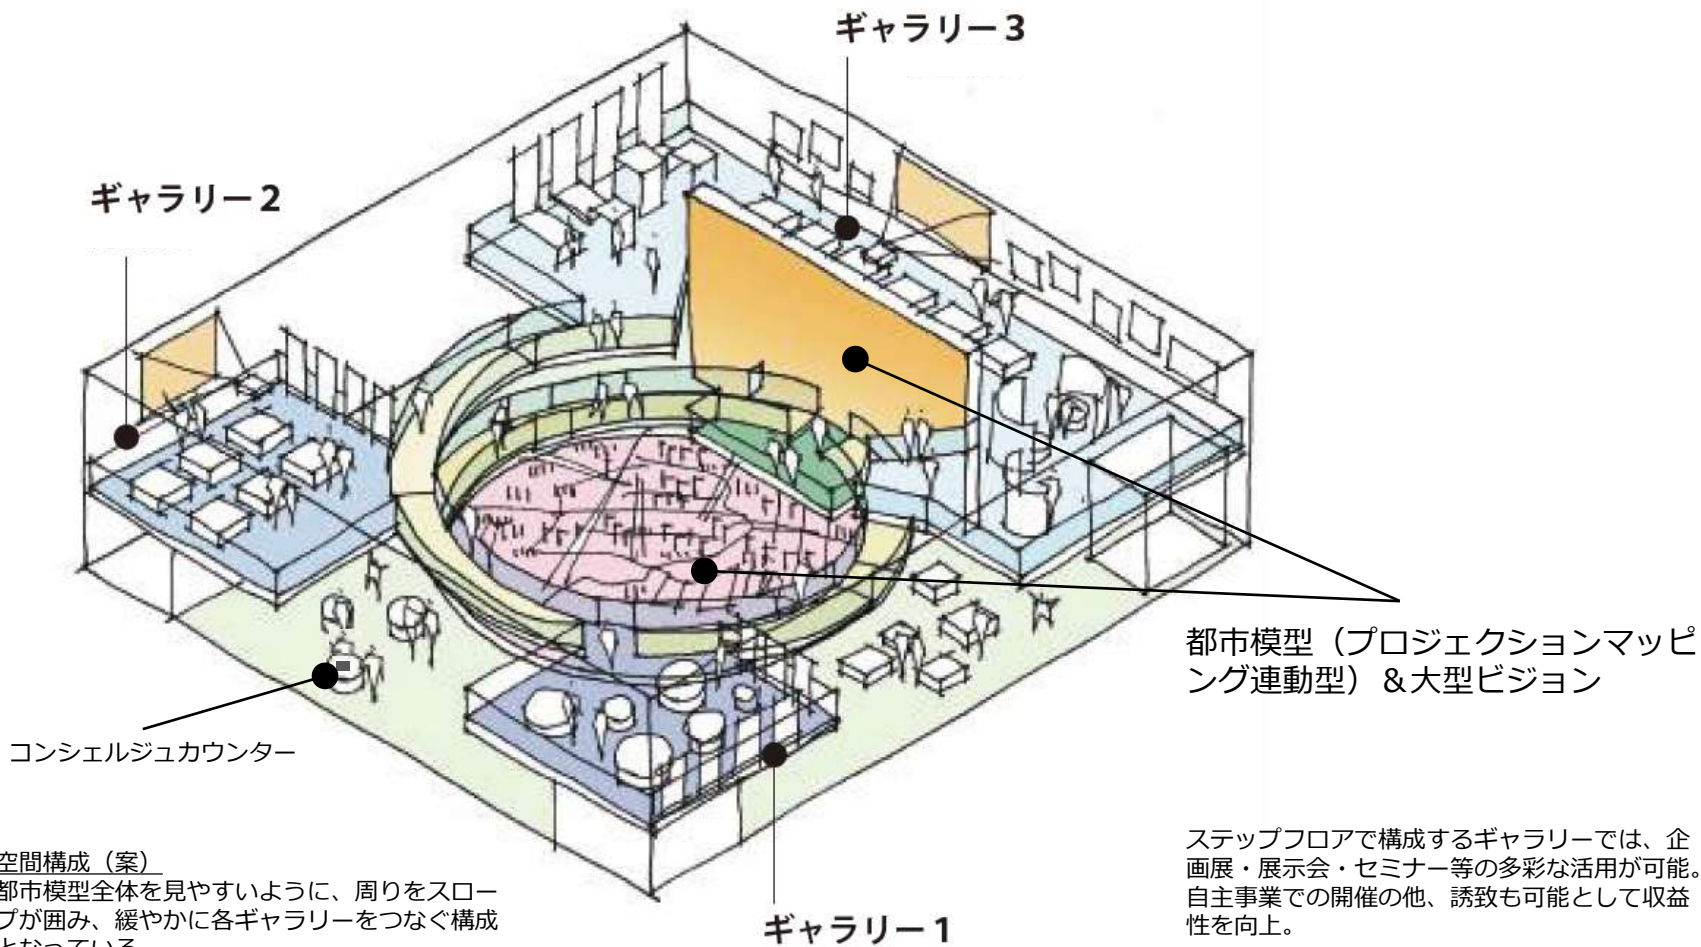 ギャラリー3
ギャラリー2
都市模型（プロジェクションマッピ
ング連動型）＆大型ビジョン
コンシェルジュカウンター
空間構成（案）
都市模型全体を見やすいように、周りをスロー
プが囲み、緩やかに各ギャラリーをつなぐ構成
となっている
ステップフロアで構成するギャラリーでは、企
画展・展示会・セミナー等の多彩な活用が可能。
自主事業での開催の他、誘致も可能として収益
性を向上。
ギャラリー1